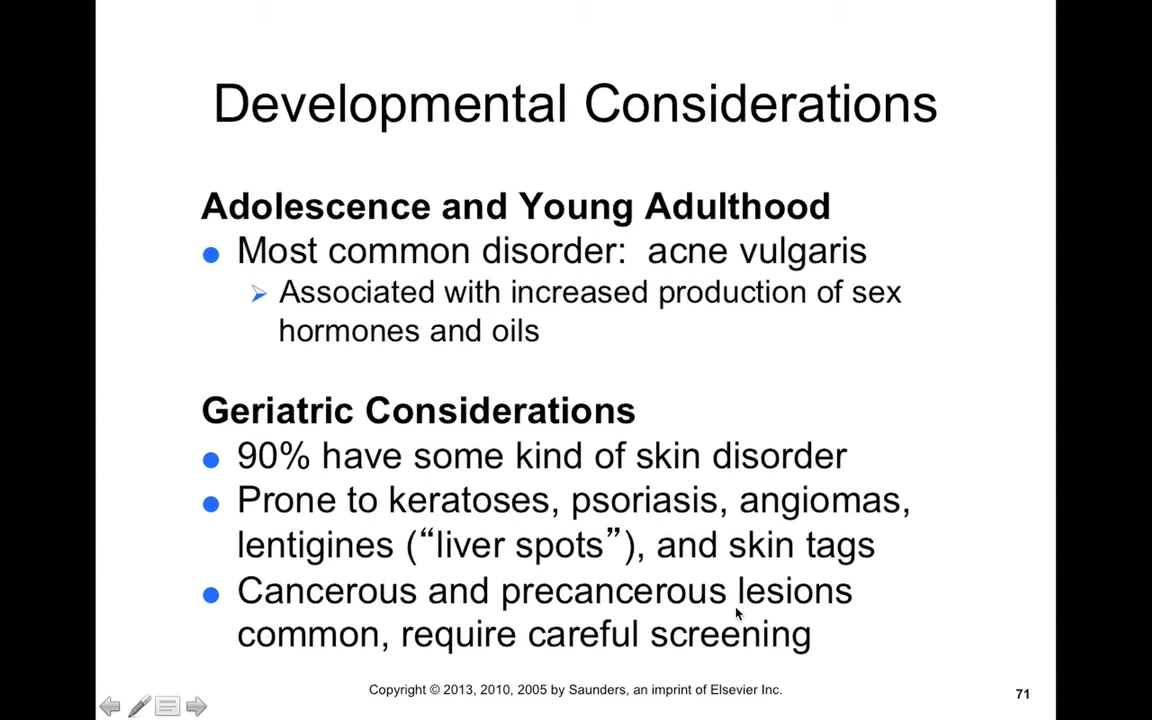 Developmental Considerations
Adolescence and Young Adulthood
Most common disorder: acne vulgaris
Associated with increased production of sex
hormones and oils
Geriatric Considerations
90% have some kind of skin disorder
Prone to keratoses, psoriasis, angiomas,
lentigines (“liver spots”), and skin tags
Cancerous and precancerous lesions
common, require careful screening
Copyright © 2013, 2010, 2005 by Saunders, an imprint of Elsevier Inc.
71